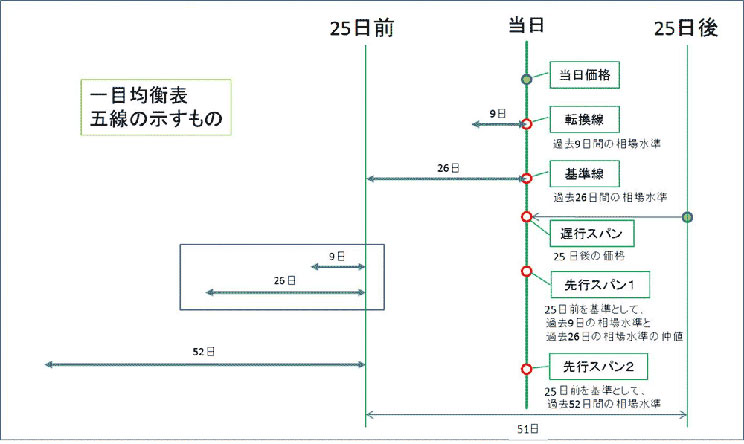 25日前
当日
25日後
一目均衡表
五線の示すもの
当日価格
9日
転換線
過去9日間の相場水準
26日
基準線
過去26日間の相場水準
遅行スパン
25日後の価格
9日
26日
先行スパン1
25日前を基準として、
過去9日の相場水準と
過去26日の相場水準の仲値
52日
先行スパン2
25日前を基準として、
過去52日間の相場水準
51日